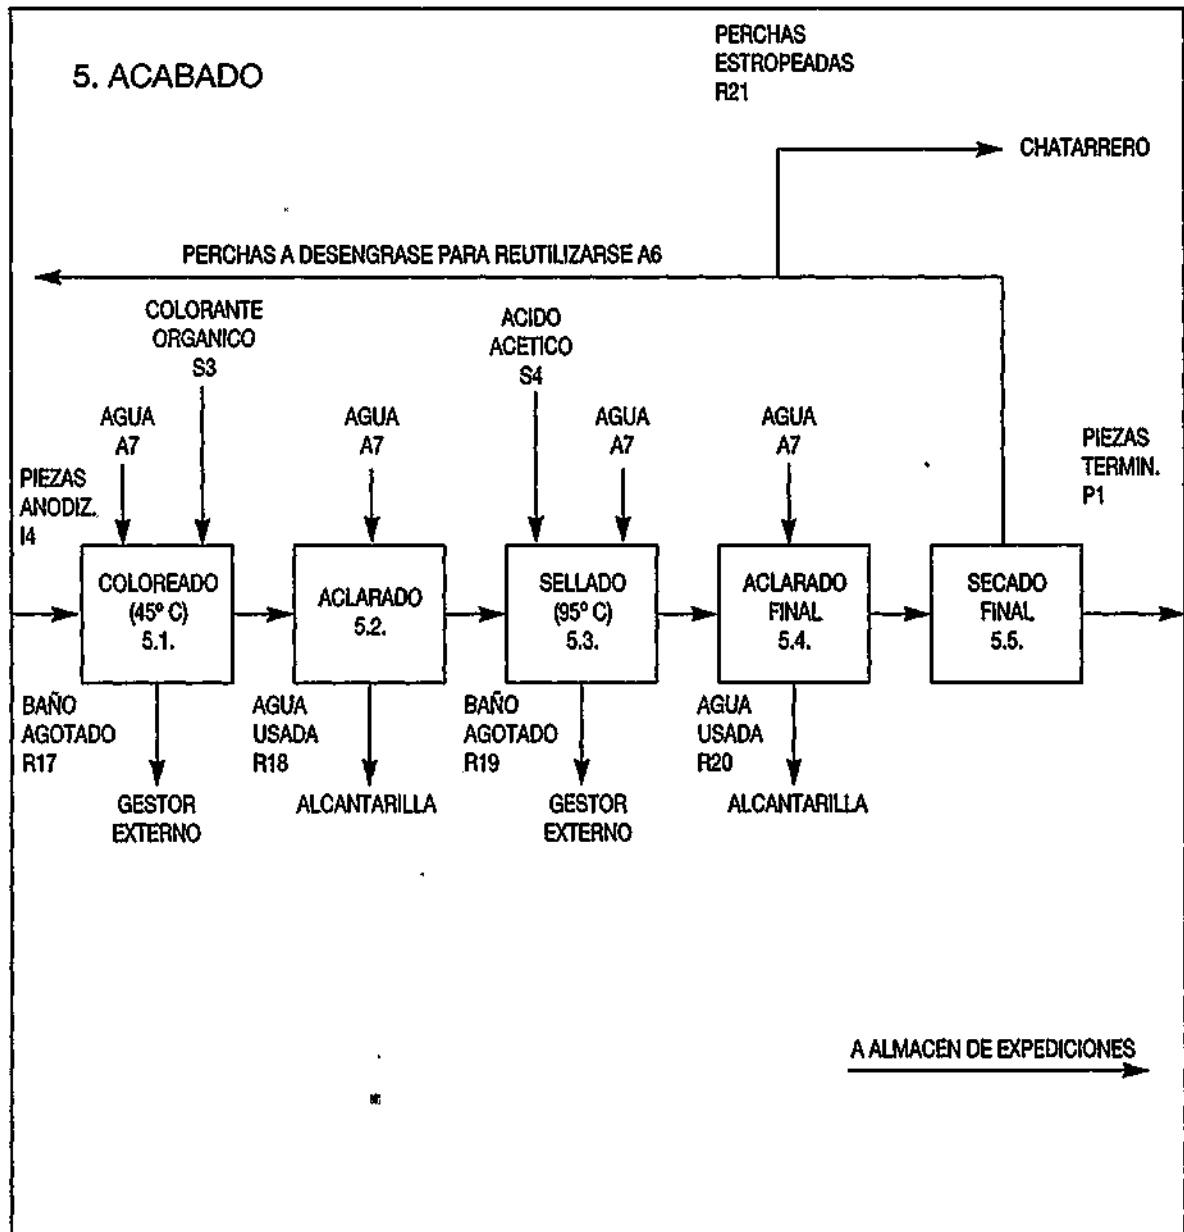 5. ACABADO
PERCHAS
ESTROPEADAS
R21
CHATARRERO
PERCHAS A DESENGRASE PARA REUTILIZARSE A6
COLORANTE
ORGANICO
S3
ACIDO
ACETICO
S4
AGUA
A7
AGUA
A7
AGUA
A7
AGUA
A7
PIEZAS
ANODIZ.
I4
PIEZAS
TERMIN.
P1
COLOREADO
(45º C)
5.1.
ACLARADO
5.2.
SELLADO
(95º C)
5.3.
ACLARADO
FINAL
5.4.
SECADO
FINAL
5.5.
BAÑO
AGOTADO
R17
AGUA
USADA
R18
BAÑO
AGOTADO
R19
AGUA
USADA
R20
GESTOR
EXTERNO
ALCANTARILLA
GESTOR
EXTERNO
ALCANTARILLA
A ALMACÉN DE EXPEDICIONES